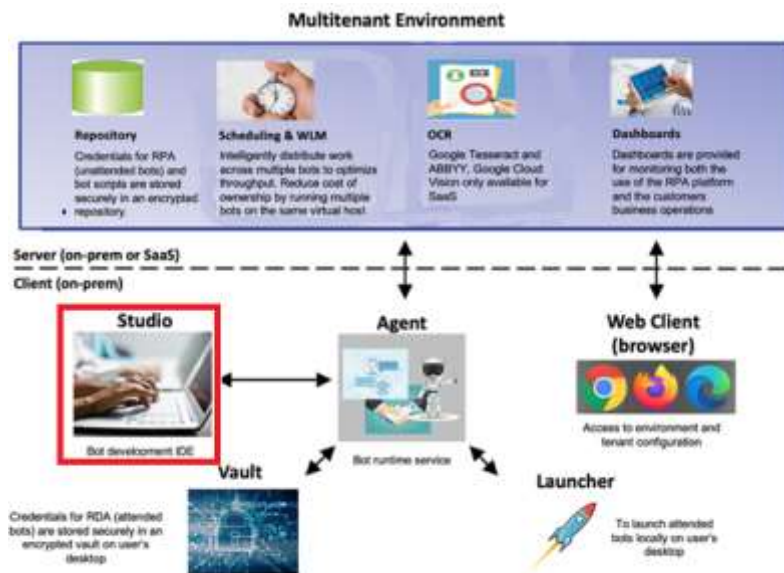 Multitenant Environment
Repository
Credentials for RPA
(unattended bots) and
bot scripts are stored
securely in an encrypted
repository.
Scheduling & WLM
Intelligently distribute work
across multiple bots to optimize
throughput. Reduce cost of
ownership by running multiple
bots on the same virtual host.
OCR
Google Tesseract and
ABBYY, Google Cloud
Vision only available for
SaaS
Dashboards
Dashboards are provided
for monitoring both the
use of the RPA platform
and the customers
business operations
Server (on-prem or SaaS)
Client (on-prem)
Studio
Bot development IDE
Agent
Bot runtime service
Web Client
(browser)
Access to environment and
tenant configuration
Vault
Credentials for RDA (attended
bots) are stored securely in an
encrypted vault on user's
desktop
Launcher
To launch attended
bots locally on user's
desktop